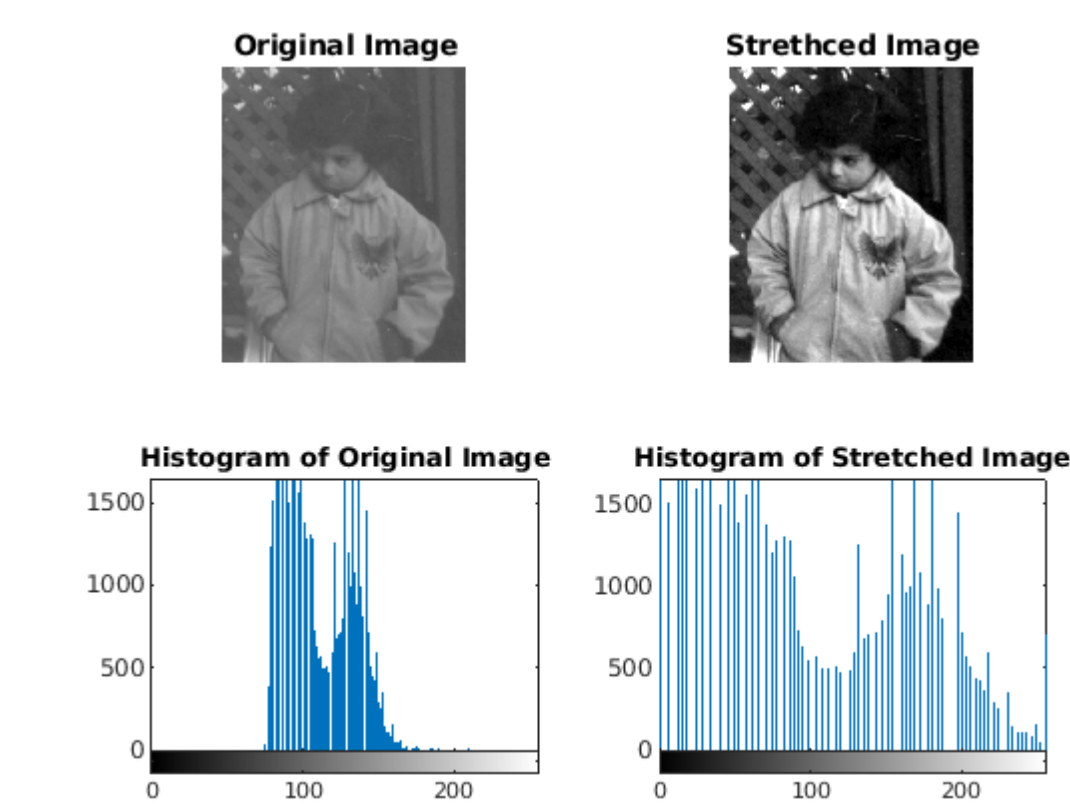 Original Image
Strethced Image
Histogram of Original Image
1500
1000
500
0
0 100 200
Histogram of Stretched Image
1500
1000
500
0
0 100 200